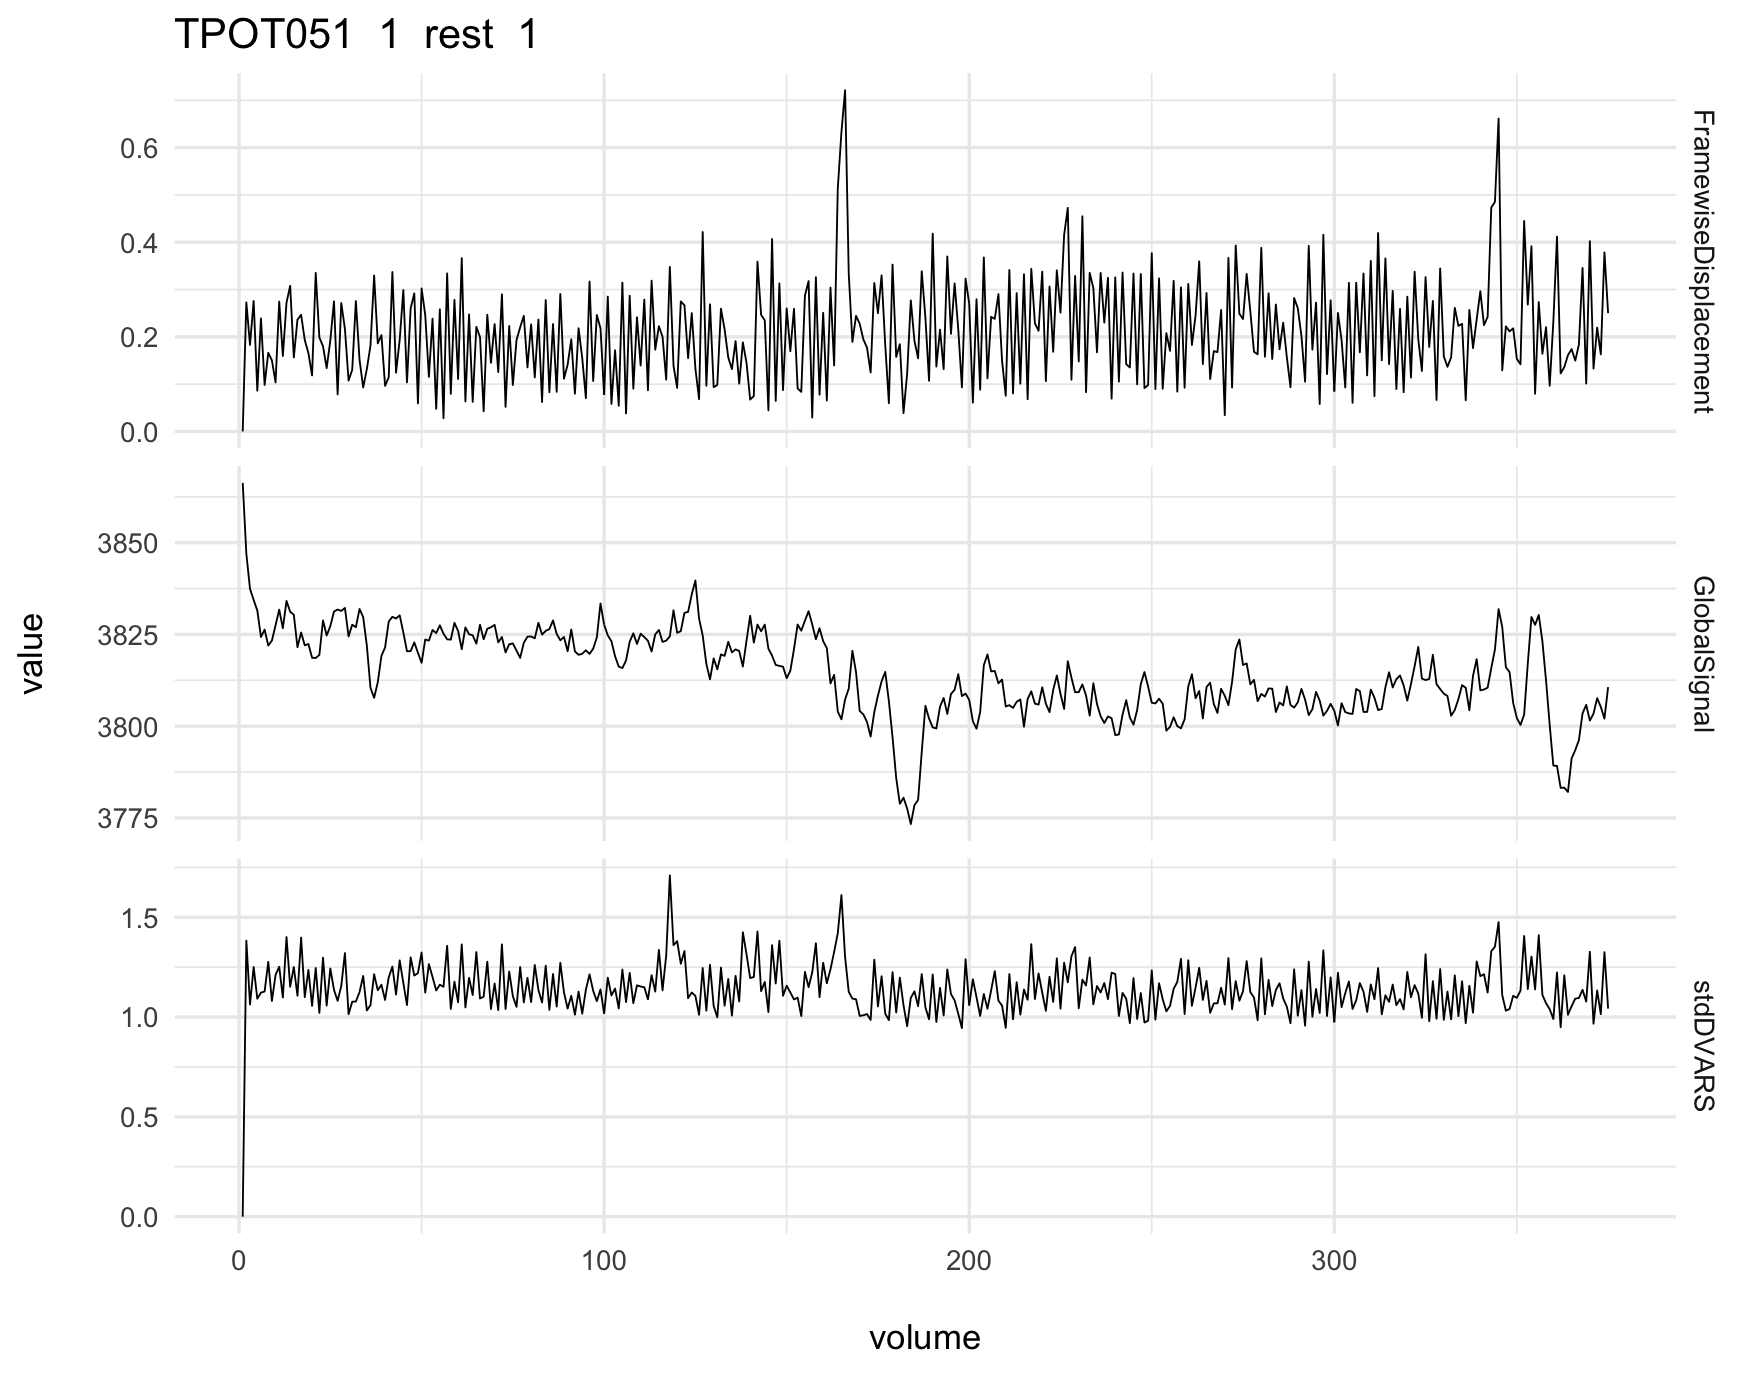 TPOT051 1 rest 1
0.6
0.4
0.2
0.0
FramewiseDisplacement
3850
3825
3800
3775
GlobalSignal
value
1.5
1.0
0.5
0.0
stdDVARS
0 100 200 300
volume